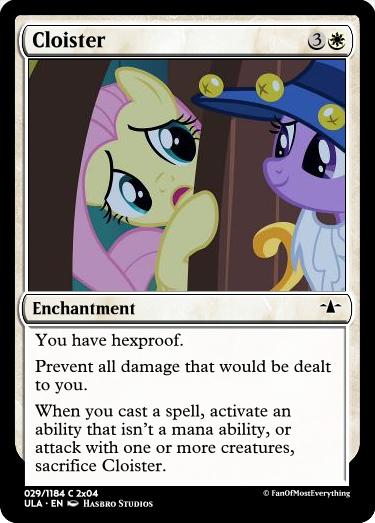 Cloister 3
Enchantment
You have hexproof.
Prevent all damage that would be dealt
to you.
When you cast a spell, activate an
ability that isn't a mana ability, or
attack with one or more creatures,
sacrifice Cloister.
029/1184 C 2x04
ULA · EN Hasbro Studios © FanOfMostEverything